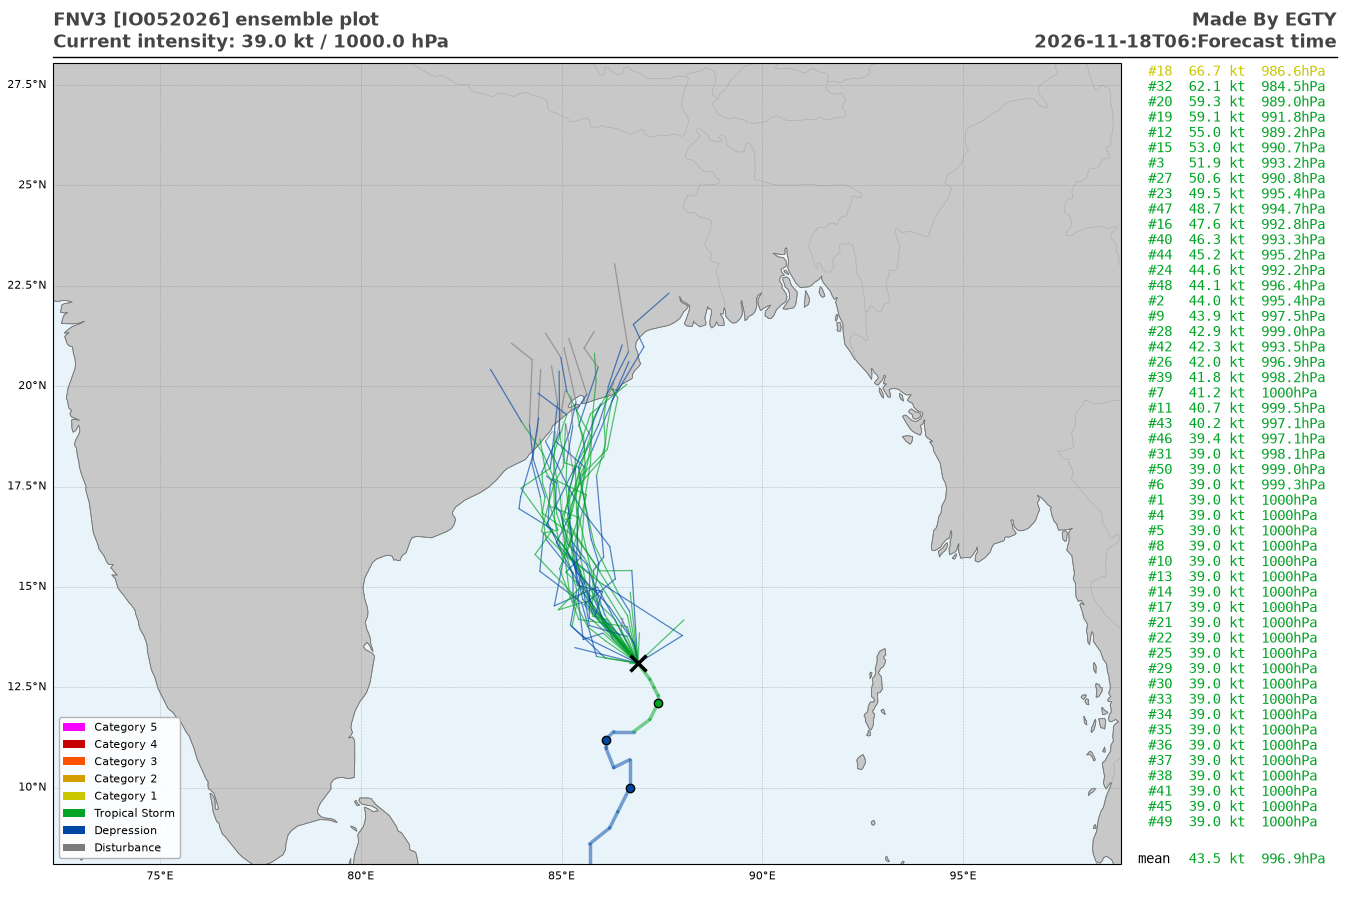 FNV3 [IO052026] ensemble plot
Current intensity: 39.0 kt / 1000.0 hPa
Made By EGTY
2026-11-18T06:Forecast time
27.5°N
25°N
22.5°N
20°N
17.5°N
15°N
12.5°N
10°N
75°E
80°E
85°E
90°E
95°E
Category 5
Category 4
Category 3
Category 2
Category 1
Tropical Storm
Depression
Disturbance
#18 66.7 kt 986.6hPa
#32 62.1 kt 984.5hPa
#20 59.3 kt 989.0hPa
#19 59.1 kt 991.8hPa
#12 55.0 kt 989.2hPa
#15 53.0 kt 990.7hPa
#3 51.9 kt 993.2hPa
#27 50.6 kt 990.8hPa
#23 49.5 kt 995.4hPa
#47 48.7 kt 994.7hPa
#16 47.6 kt 992.8hPa
#40 46.3 kt 993.3hPa
#44 45.2 kt 995.2hPa
#24 44.6 kt 992.2hPa
#48 44.1 kt 996.4hPa
#2 44.0 kt 995.4hPa
#9 43.9 kt 997.5hPa
#28 42.9 kt 999.0hPa
#42 42.3 kt 993.5hPa
#26 42.0 kt 996.9hPa
#39 41.8 kt 998.2hPa
#7 41.2 kt 1000hPa
#11 40.7 kt 999.5hPa
#43 40.2 kt 997.1hPa
#46 39.4 kt 997.1hPa
#31 39.0 kt 998.1hPa
#50 39.0 kt 999.0hPa
#6 39.0 kt 999.3hPa
#1 39.0 kt 1000hPa
#4 39.0 kt 1000hPa
#5 39.0 kt 1000hPa
#8 39.0 kt 1000hPa
#10 39.0 kt 1000hPa
#13 39.0 kt 1000hPa
#14 39.0 kt 1000hPa
#17 39.0 kt 1000hPa
#21 39.0 kt 1000hPa
#22 39.0 kt 1000hPa
#25 39.0 kt 1000hPa
#29 39.0 kt 1000hPa
#30 39.0 kt 1000hPa
#33 39.0 kt 1000hPa
#34 39.0 kt 1000hPa
#35 39.0 kt 1000hPa
#36 39.0 kt 1000hPa
#37 39.0 kt 1000hPa
#38 39.0 kt 1000hPa
#41 39.0 kt 1000hPa
#45 39.0 kt 1000hPa
#49 39.0 kt 1000hPa
mean 43.5 kt 996.9hPa